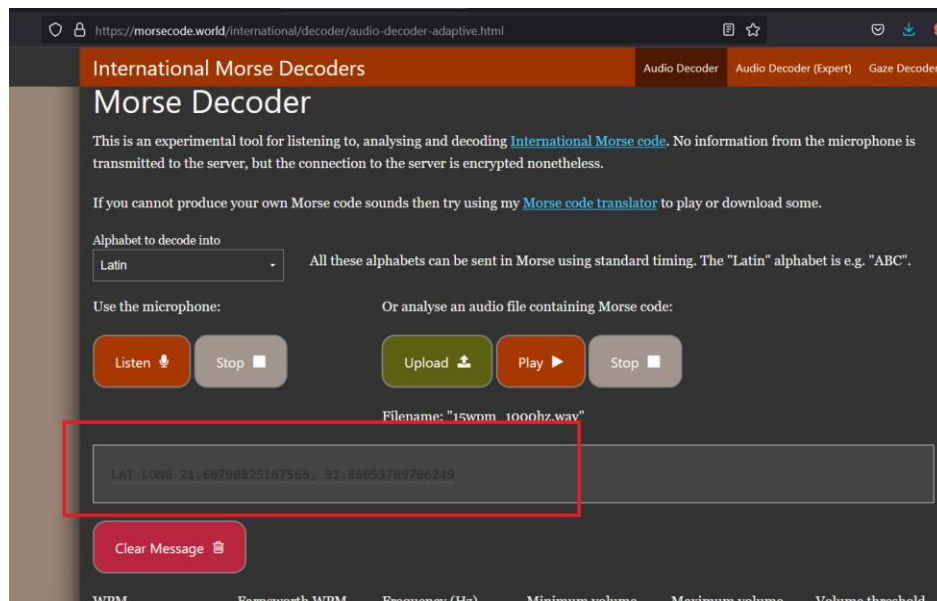 https://morsecode.world/international/decoder/audio-decoder-adaptive.html
International Morse Decoders
Audio Decoder
Audio Decoder (Expert)
Gaze Decoder
Morse Decoder
This is an experimental tool for listening to, analysing and decoding International Morse code. No information from the microphone is
transmitted to the server, but the connection to the server is encrypted nonetheless.
If you cannot produce your own Morse code sounds then try using my Morse code translator to play or download some.
Alphabet to decode into
Latin
All these alphabets can be sent in Morse using standard timing. The "Latin" alphabet is e.g. "ABC".
Use the microphone:
Or analyse an audio file containing Morse code:
Listen
Stop
Upload
Play
Stop
Filename: "15wpm_1000hz.wav"
LAT LONG 21.60790825167568, 91.86053789706249
Clear Message
WPM
Farnsworth WPM
Frequency (Hz)
Minimum volume
Maximum volume
Volume threshold